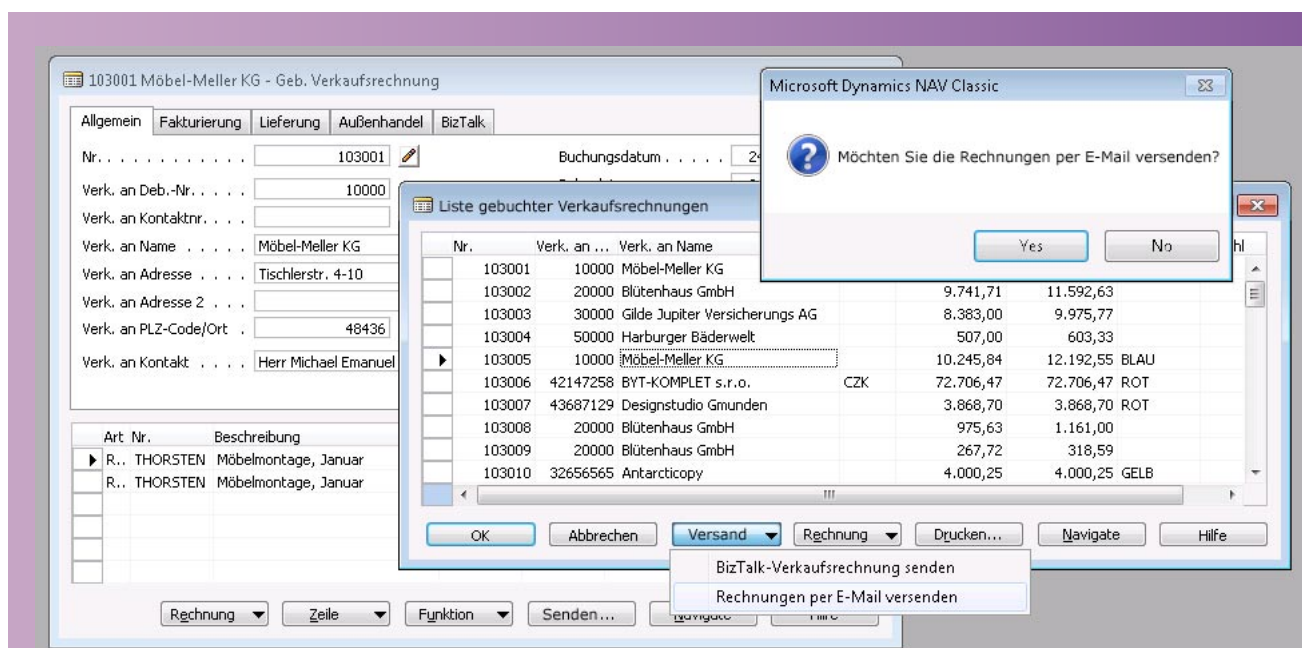 103001 Möbel-Meller KG - Geb. Verkaufsrechnung
Allgemein Fakturierung Lieferung Außenhandel BizTalk
Nr. . . . . . . . . . . . . 103001
Buchungsdatum . . . . .
Verk. an Deb.-Nr. . . . . 10000
Verk. an Kontaktnr. . . .
Verk. an Name . . . . . Möbel-Meller KG
Verk. an Adresse . . . . Tischlerstr. 4-10
Verk. an Adresse 2 . . .
Verk. an PLZ-Code/Ort . 48436
Verk. an Kontakt . . . . Herr Michael Emanuel
Art Nr. Beschreibung
R.. THORSTEN Möbelmontage, Januar
R.. THORSTEN Möbelmontage, Januar
Rechnung Zeile Funktion Senden...
Microsoft Dynamics NAV Classic
Möchten Sie die Rechnungen per E-Mail versenden?
Yes No
Liste gebuchter Verkaufsrechnungen
Nr. Verk. an ... Verk. an Name
103001 10000 Möbel-Meller KG
103002 20000 Blütenhaus GmbH 9.741,71 11.592,63
103003 30000 Gilde Jupiter Versicherungs AG 8.383,00 9.975,77
103004 50000 Harburger Bäderwelt 507,00 603,33
103005 10000 Möbel-Meller KG 10.245,84 12.192,55 BLAU
103006 42147258 BYT-KOMPLET s.r.o. CZK 72.706,47 72.706,47 ROT
103007 43687129 Designstudio Gmunden 3.868,70 3.868,70 ROT
103008 20000 Blütenhaus GmbH 975,63 1.161,00
103009 20000 Blütenhaus GmbH 267,72 318,59
103010 32656565 Antarcticopy 4.000,25 4.000,25 GELB
OK Abbrechen Versand Rechnung Drucken... Navigate Hilfe
BizTalk-Verkaufsrechnung senden
Rechnungen per E-Mail versenden